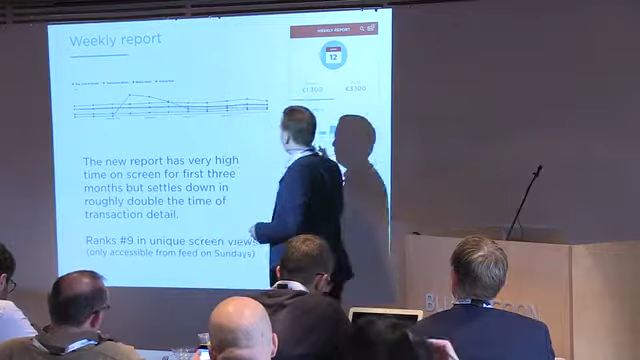 Weekly report
WEEKLY REPORT
12
€1,300
€3,100
The new report has very high
time on screen for first three
months but settles down in
roughly double the time of
transaction detail.
Ranks #9 in unique screen views
(only accessible from feed on Sundays)